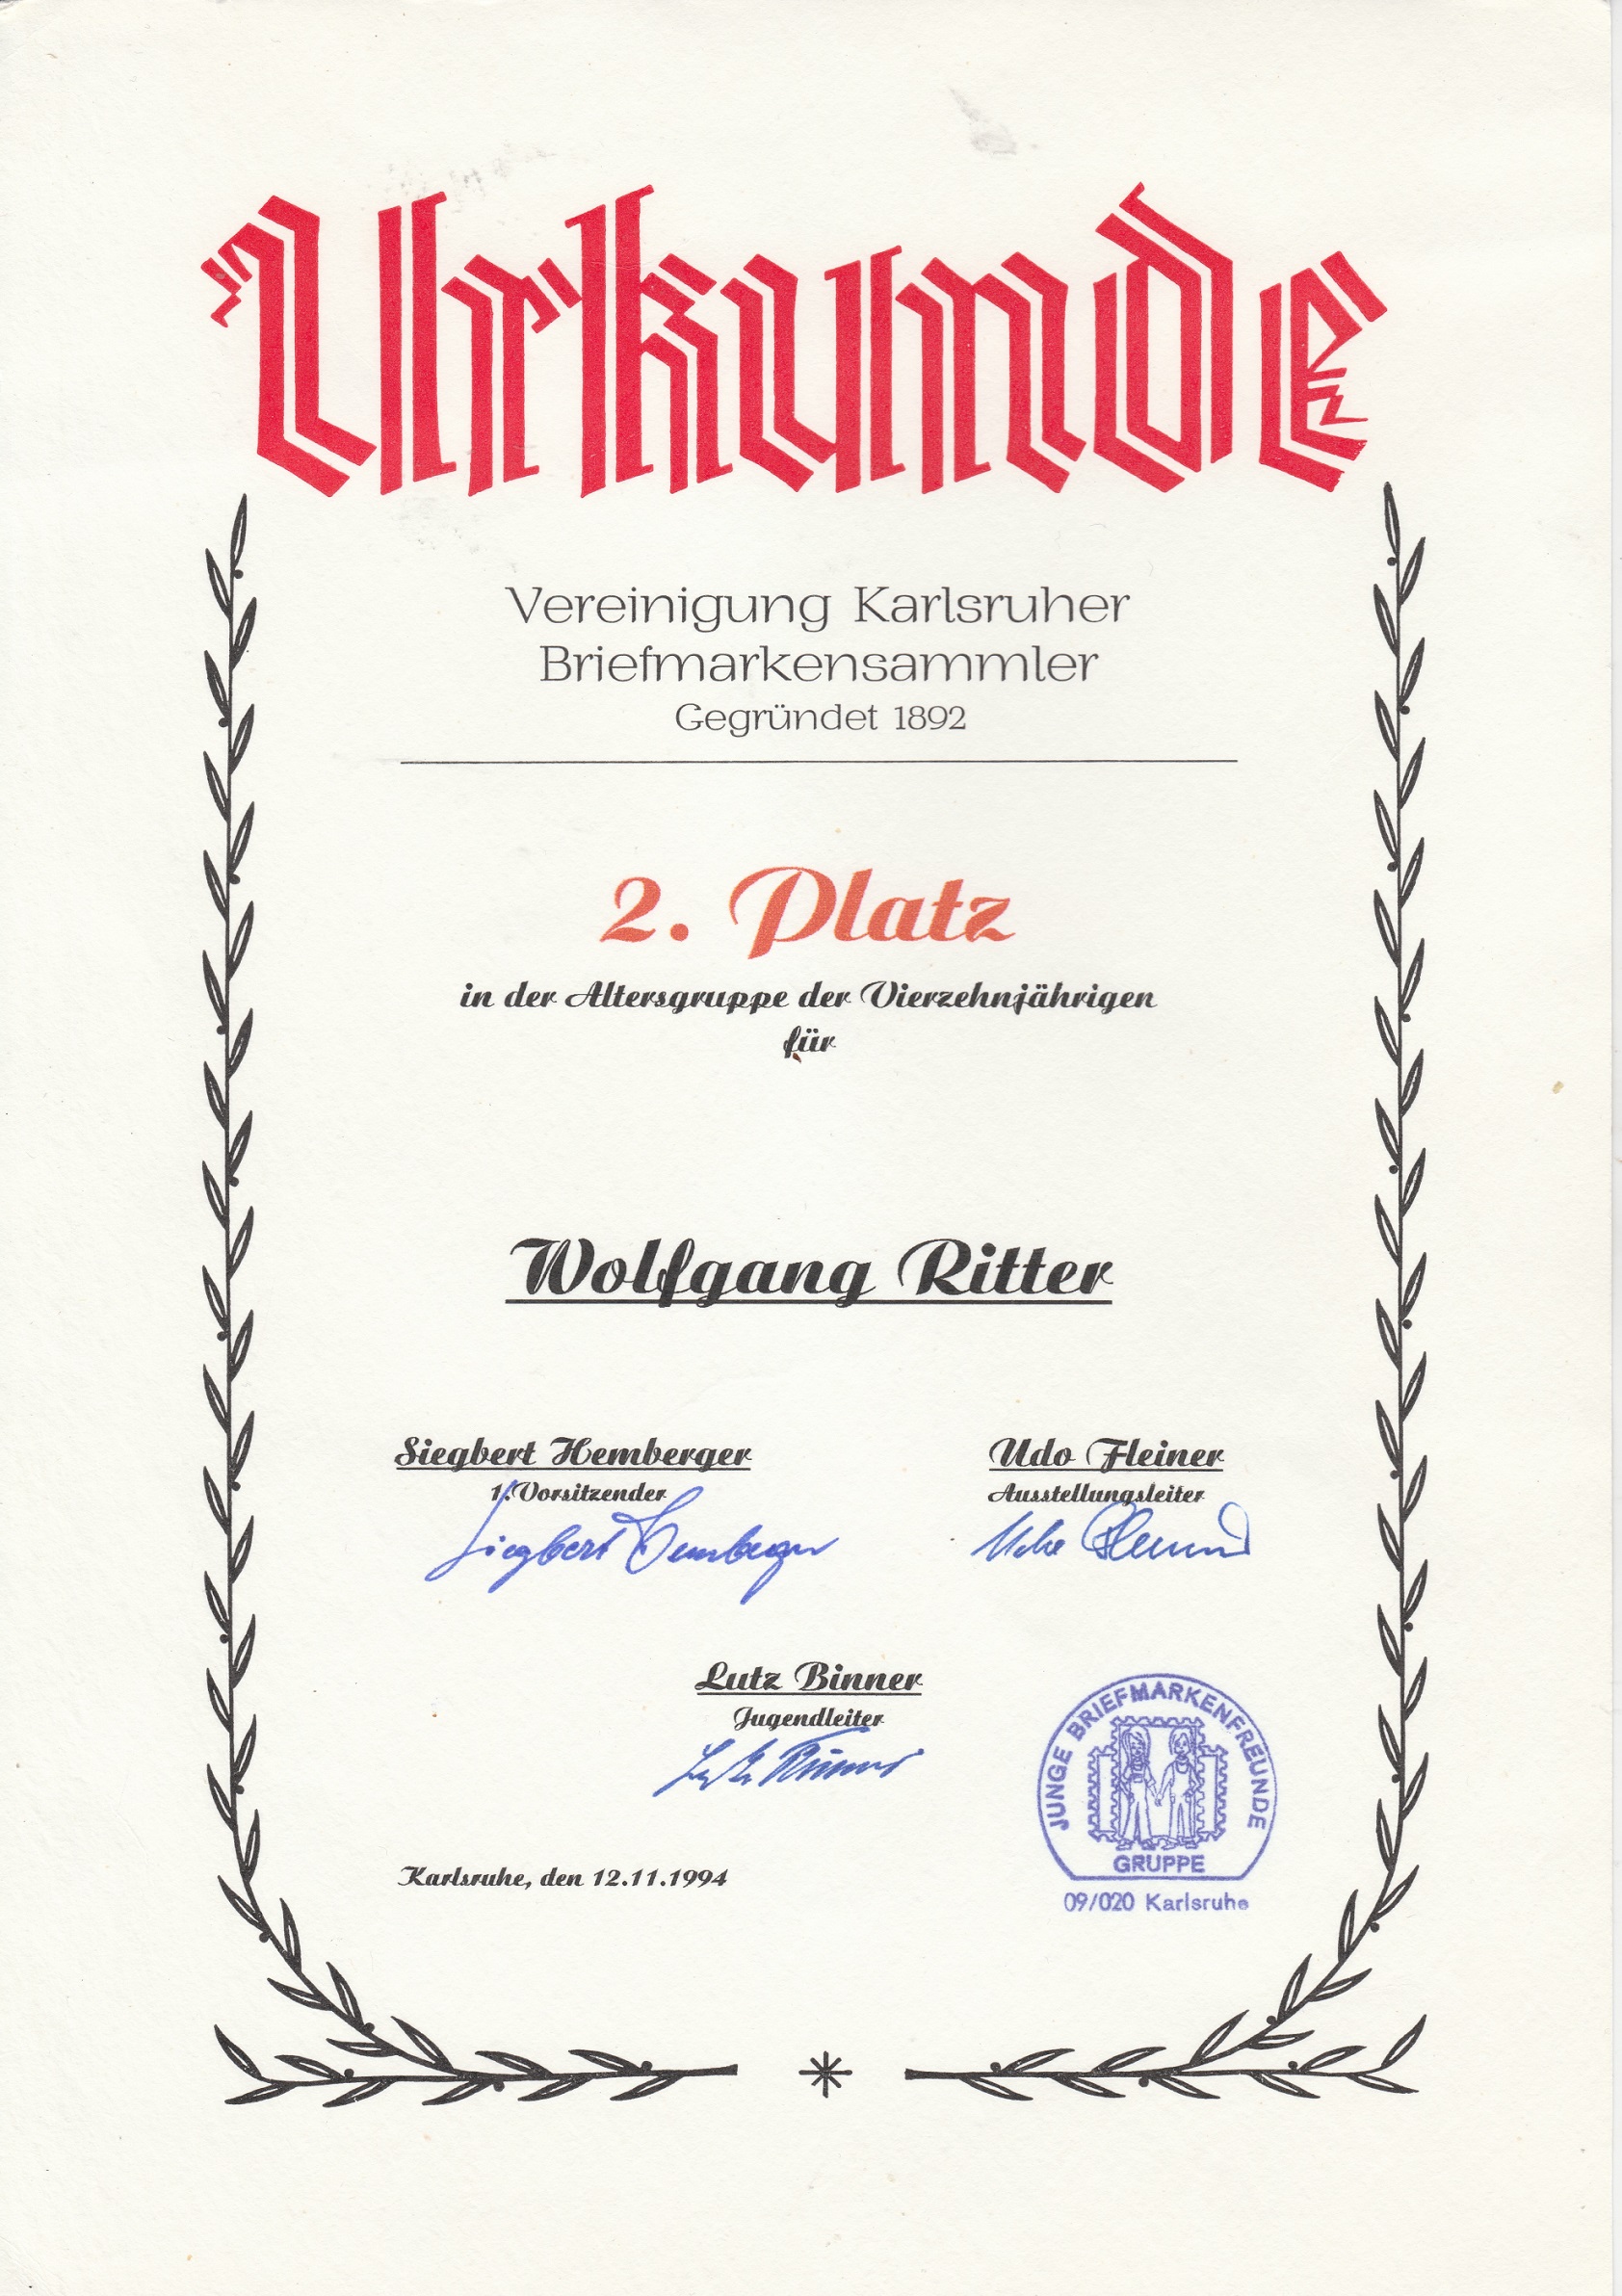 Urkunde
Vereinigung Karlsruher
Briefmarkensammler
Gegründet 1892
2. Platz
in der Altersgruppe der Vierzehnjährigen
für
Wolfgang Ritter
Siegbert Hemberger
1. Vorsitzender
Siegbert Hemberger
Udo Fleiner
Ausstellungsleiter
Lutz Binner
Jugendleiter
JUNGE BRIEFMARKENFREUNDE
GRUPPE
09/020 Karlsruhe
Karlsruhe, den 12.11.1994